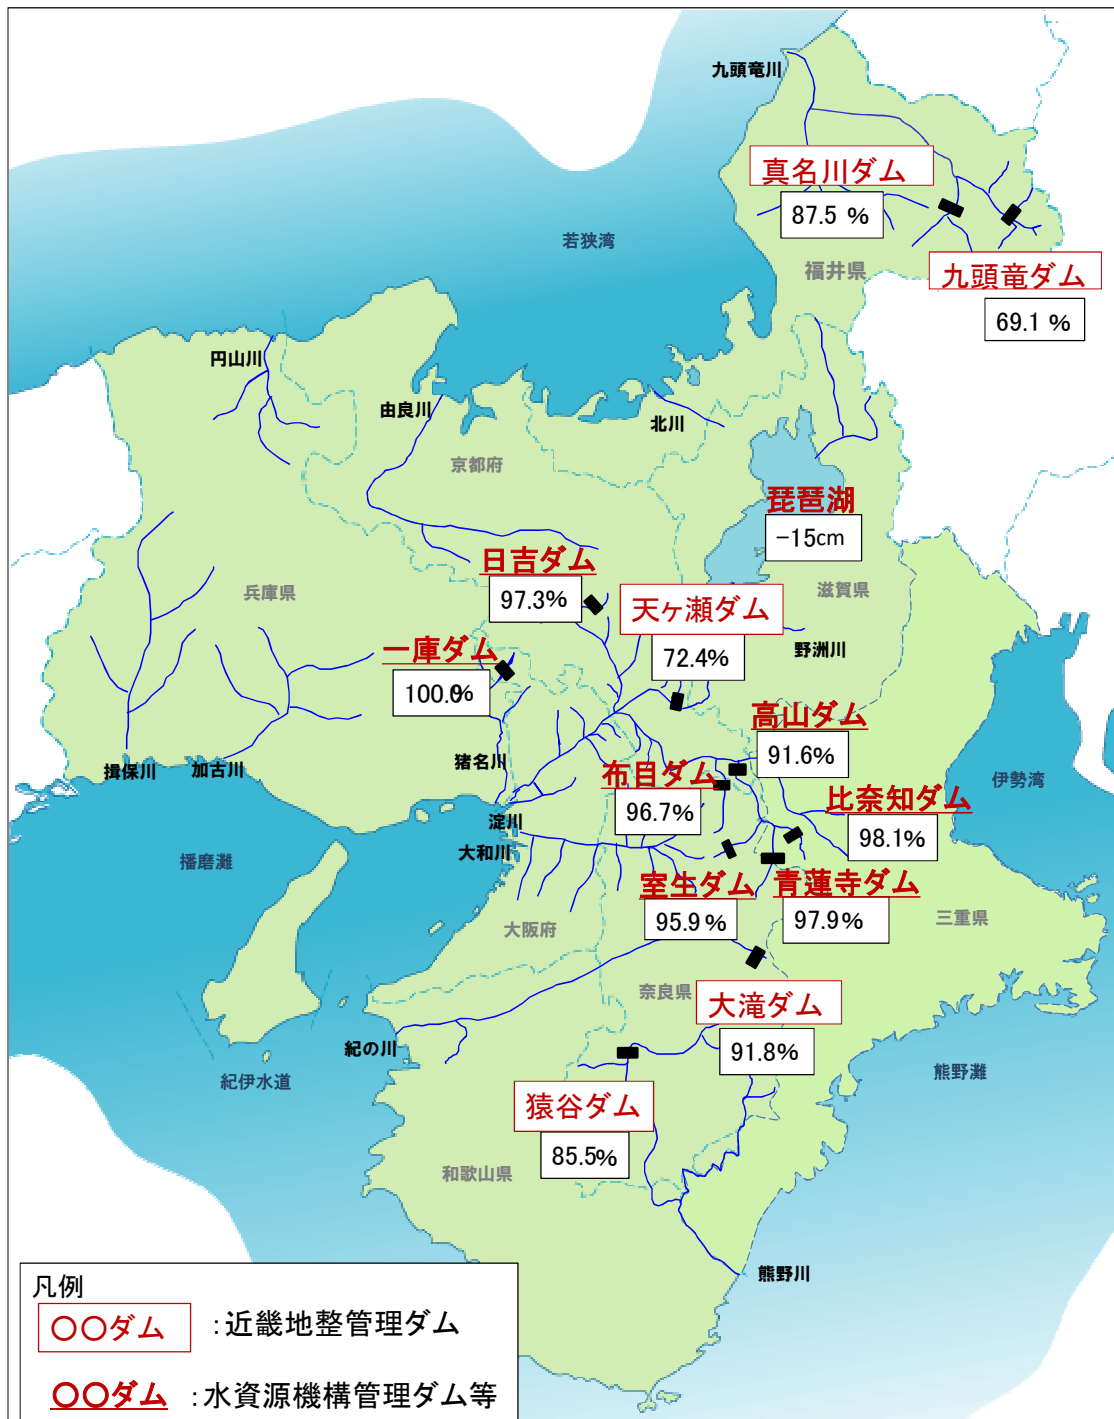 九頭竜川
真名川ダム
87.5 %
若狭湾
福井県
九頭竜ダム
69.1 %
円山川
由良川
北川
京都府
琵琶湖
-15cm
日吉ダム
97.3%
天ヶ瀬ダム
72.4%
滋賀県
兵庫県
野洲川
一庫ダム
100.0%
高山ダム
91.6%
猪名川
揖保川
加古川
布目ダム
96.7%
比奈知ダム
98.1%
伊勢湾
淀川
大和川
播磨灘
室生ダム
95.9%
青蓮寺ダム
97.9%
大阪府
三重県
奈良県
大滝ダム
91.8%
紀の川
紀伊水道
熊野灘
猿谷ダム
85.5%
和歌山県
熊野川
凡例
〇〇ダム :近畿地整管理ダム
〇〇ダム :水資源機構管理ダム等